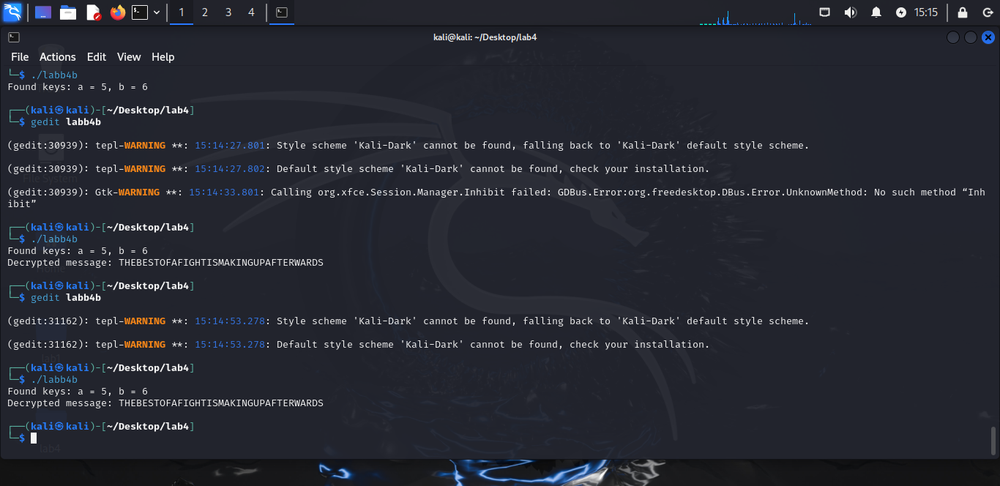 1 2 3 4 15:15
kali@kali: ~/Desktop/lab4
File Actions Edit View Help
└─$ ./labb4b
Found keys: a = 5, b = 6
┌──(kali㉿kali)-[~/Desktop/lab4]
└─$ gedit labb4b
(gedit:30939): tepl-WARNING **: 15:14:27.801: Style scheme 'Kali-Dark' cannot be found, falling back to 'Kali-Dark' default style scheme.
(gedit:30939): tepl-WARNING **: 15:14:27.802: Default style scheme 'Kali-Dark' cannot be found, check your installation.
File System
(gedit:30939): Gtk-WARNING **: 15:14:33.801: Calling org.xfce.Session.Manager.Inhibit failed: GDBus.Error:org.freedesktop.DBus.Error.UnknownMethod: No such method “Inh
ibit”
┌──(kali㉿kali)-[~/Desktop/lab4]
└─$ ./labb4b
Found keys: a = 5, b = 6
Decrypted message: THEBESTOFAFIGHTISMAKINGUPAFTERWARDS
Home
┌──(kali㉿kali)-[~/Desktop/lab4]
└─$ gedit labb4b
(gedit:31162): tepl-WARNING **: 15:14:53.278: Style scheme 'Kali-Dark' cannot be found, falling back to 'Kali-Dark' default style scheme.
(gedit:31162): tepl-WARNING **: 15:14:53.278: Default style scheme 'Kali-Dark' cannot be found, check your installation.
lab1
┌──(kali㉿kali)-[~/Desktop/lab4]
└─$ ./labb4b
Found keys: a = 5, b = 6
Decrypted message: THEBESTOFAFIGHTISMAKINGUPAFTERWARDS
┌──(kali㉿kali)-[~/Desktop/lab4]
└─$
lab4